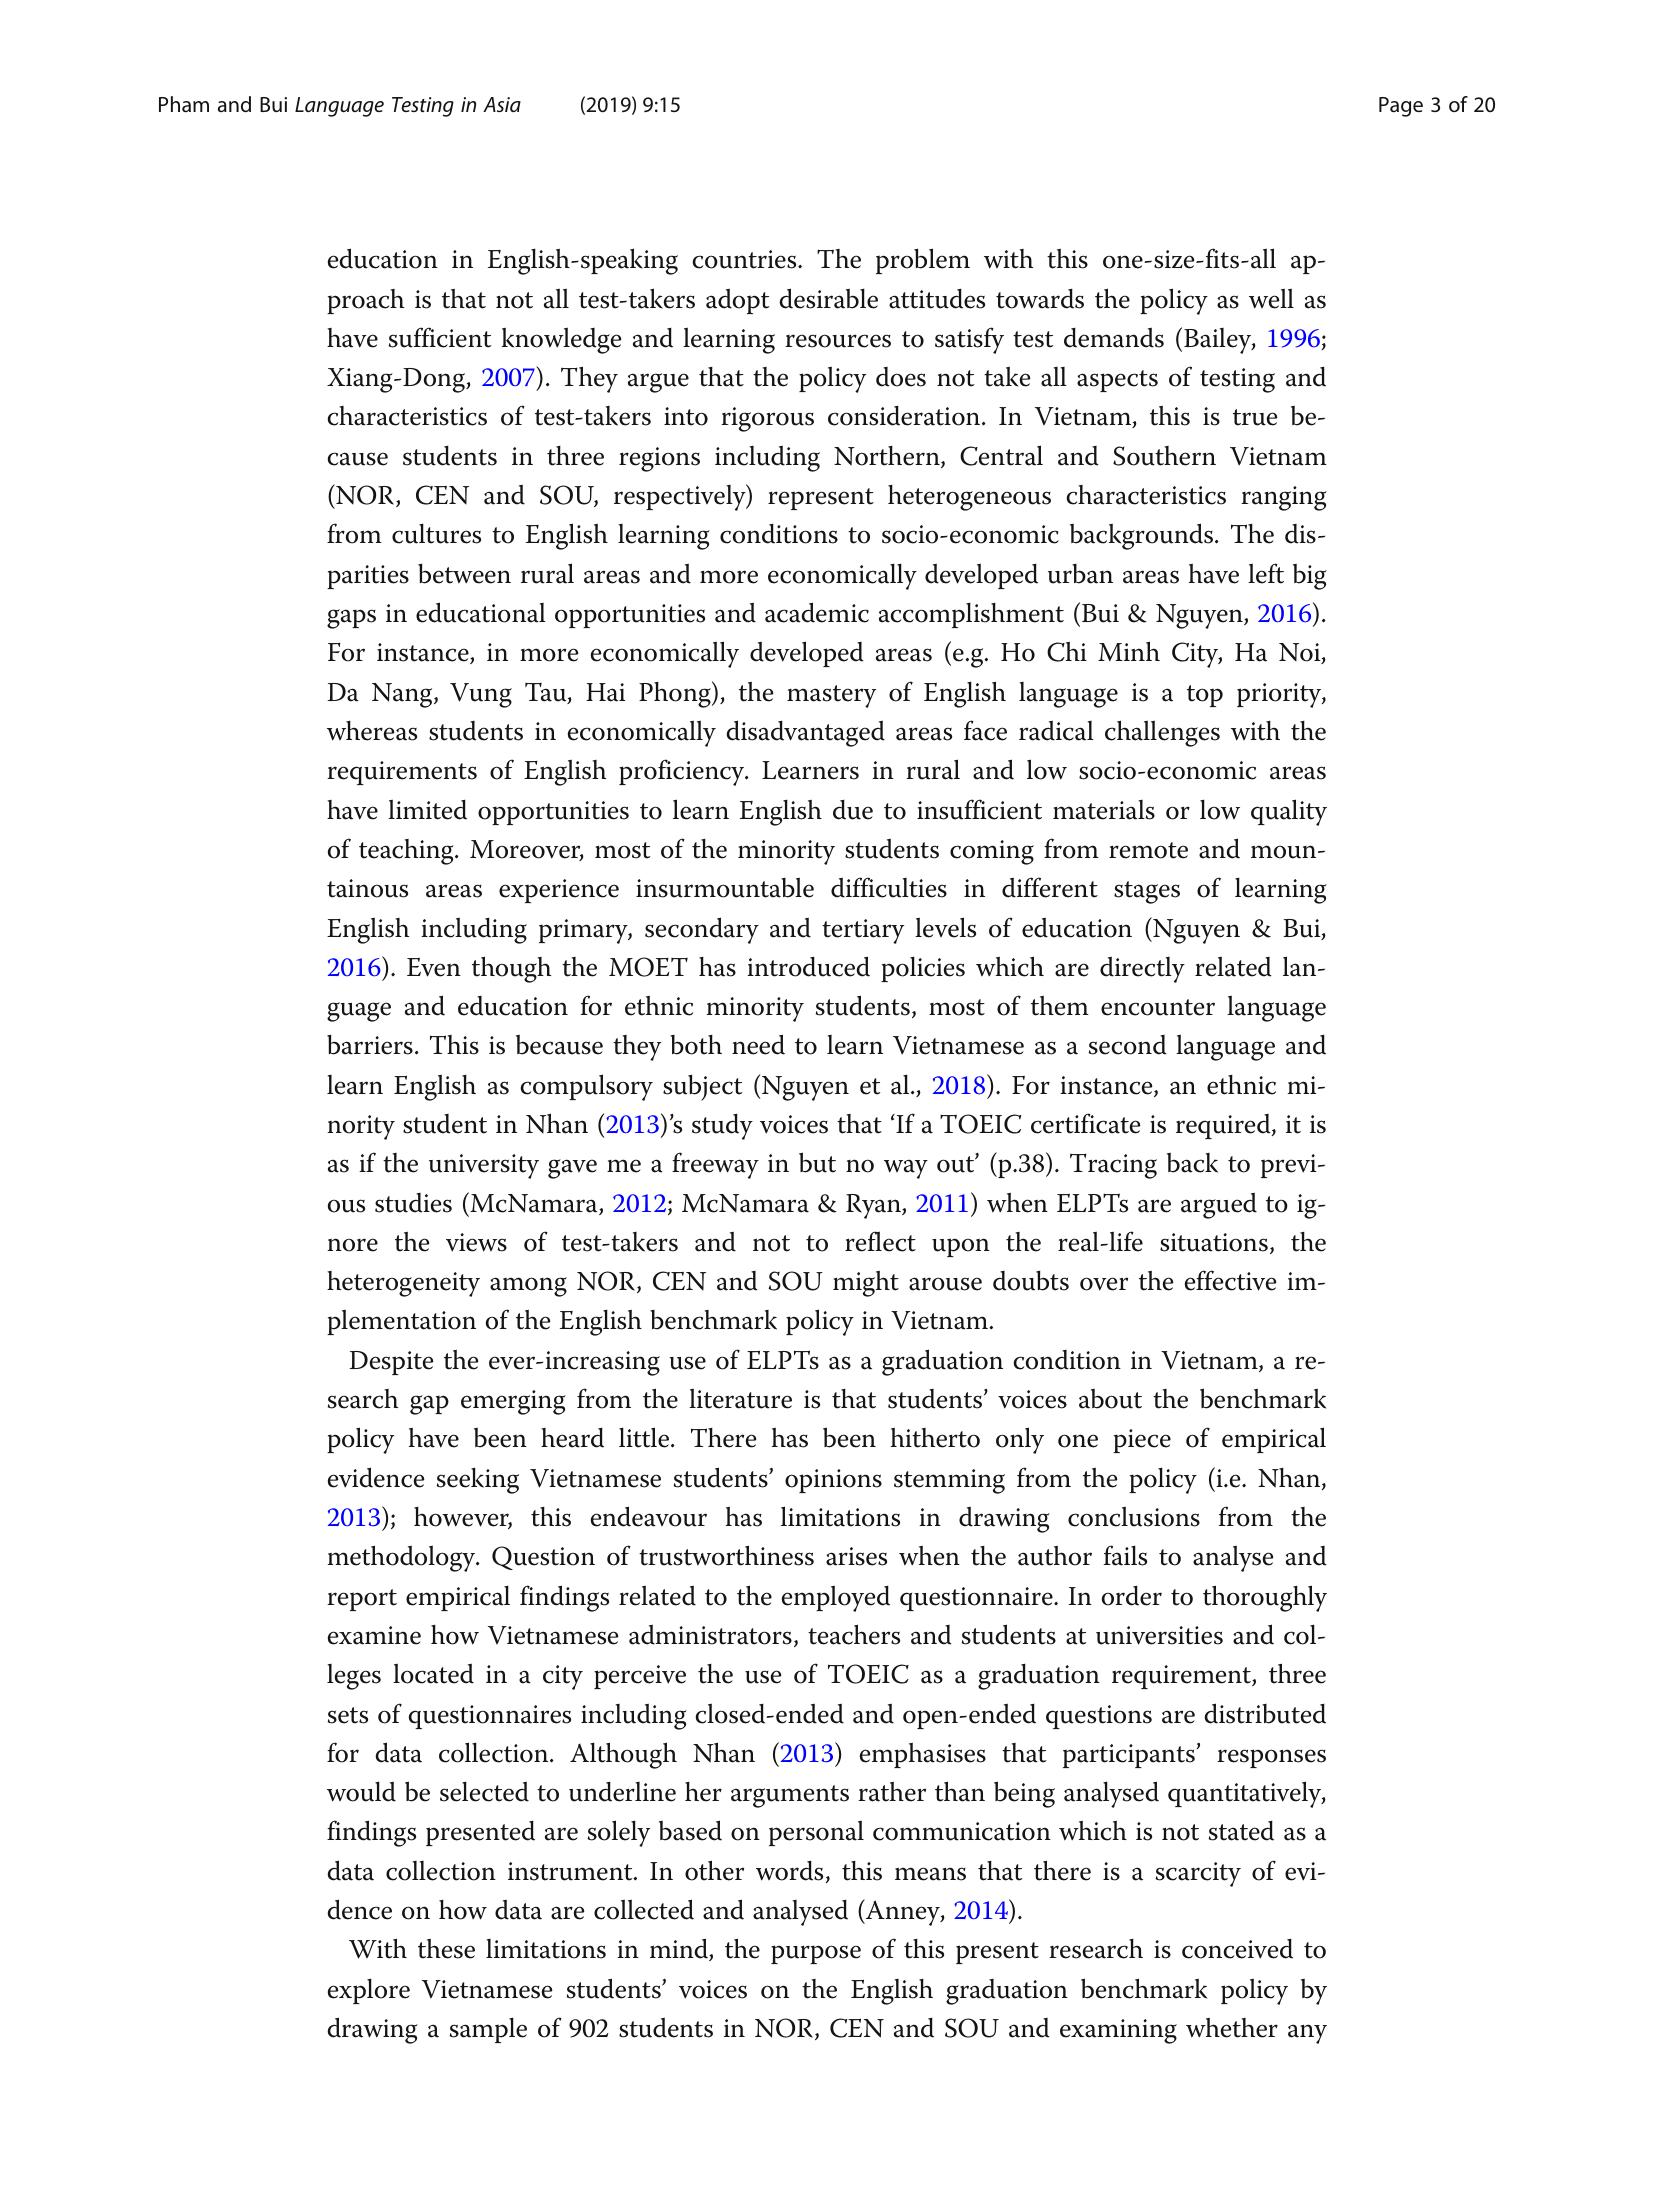 Pham and Bui Language Testing in Asia (2019) 9:15 Page 3 of 20
education in English-speaking countries. The problem with this one-size-fits-all ap-
proach is that not all test-takers adopt desirable attitudes towards the policy as well as
have sufficient knowledge and learning resources to satisfy test demands (Bailey, 1996;
Xiang-Dong, 2007). They argue that the policy does not take all aspects of testing and
characteristics of test-takers into rigorous consideration. In Vietnam, this is true be-
cause students in three regions including Northern, Central and Southern Vietnam
(NOR, CEN and SOU, respectively) represent heterogeneous characteristics ranging
from cultures to English learning conditions to socio-economic backgrounds. The dis-
parities between rural areas and more economically developed urban areas have left big
gaps in educational opportunities and academic accomplishment (Bui & Nguyen, 2016).
For instance, in more economically developed areas (e.g. Ho Chi Minh City, Ha Noi,
Da Nang, Vung Tau, Hai Phong), the mastery of English language is a top priority,
whereas students in economically disadvantaged areas face radical challenges with the
requirements of English proficiency. Learners in rural and low socio-economic areas
have limited opportunities to learn English due to insufficient materials or low quality
of teaching. Moreover, most of the minority students coming from remote and moun-
tainous areas experience insurmountable difficulties in different stages of learning
English including primary, secondary and tertiary levels of education (Nguyen & Bui,
2016). Even though the MOET has introduced policies which are directly related lan-
guage and education for ethnic minority students, most of them encounter language
barriers. This is because they both need to learn Vietnamese as a second language and
learn English as compulsory subject (Nguyen et al., 2018). For instance, an ethnic mi-
nority student in Nhan (2013)’s study voices that ‘If a TOEIC certificate is required, it is
as if the university gave me a freeway in but no way out’ (p.38). Tracing back to previ-
ous studies (McNamara, 2012; McNamara & Ryan, 2011) when ELPTs are argued to ig-
nore the views of test-takers and not to reflect upon the real-life situations, the
heterogeneity among NOR, CEN and SOU might arouse doubts over the effective im-
plementation of the English benchmark policy in Vietnam.
Despite the ever-increasing use of ELPTs as a graduation condition in Vietnam, a re-
search gap emerging from the literature is that students’ voices about the benchmark
policy have been heard little. There has been hitherto only one piece of empirical
evidence seeking Vietnamese students’ opinions stemming from the policy (i.e. Nhan,
2013); however, this endeavour has limitations in drawing conclusions from the
methodology. Question of trustworthiness arises when the author fails to analyse and
report empirical findings related to the employed questionnaire. In order to thoroughly
examine how Vietnamese administrators, teachers and students at universities and col-
leges located in a city perceive the use of TOEIC as a graduation requirement, three
sets of questionnaires including closed-ended and open-ended questions are distributed
for data collection. Although Nhan (2013) emphasises that participants’ responses
would be selected to underline her arguments rather than being analysed quantitatively,
findings presented are solely based on personal communication which is not stated as a
data collection instrument. In other words, this means that there is a scarcity of evi-
dence on how data are collected and analysed (Anney, 2014).
With these limitations in mind, the purpose of this present research is conceived to
explore Vietnamese students’ voices on the English graduation benchmark policy by
drawing a sample of 902 students in NOR, CEN and SOU and examining whether any